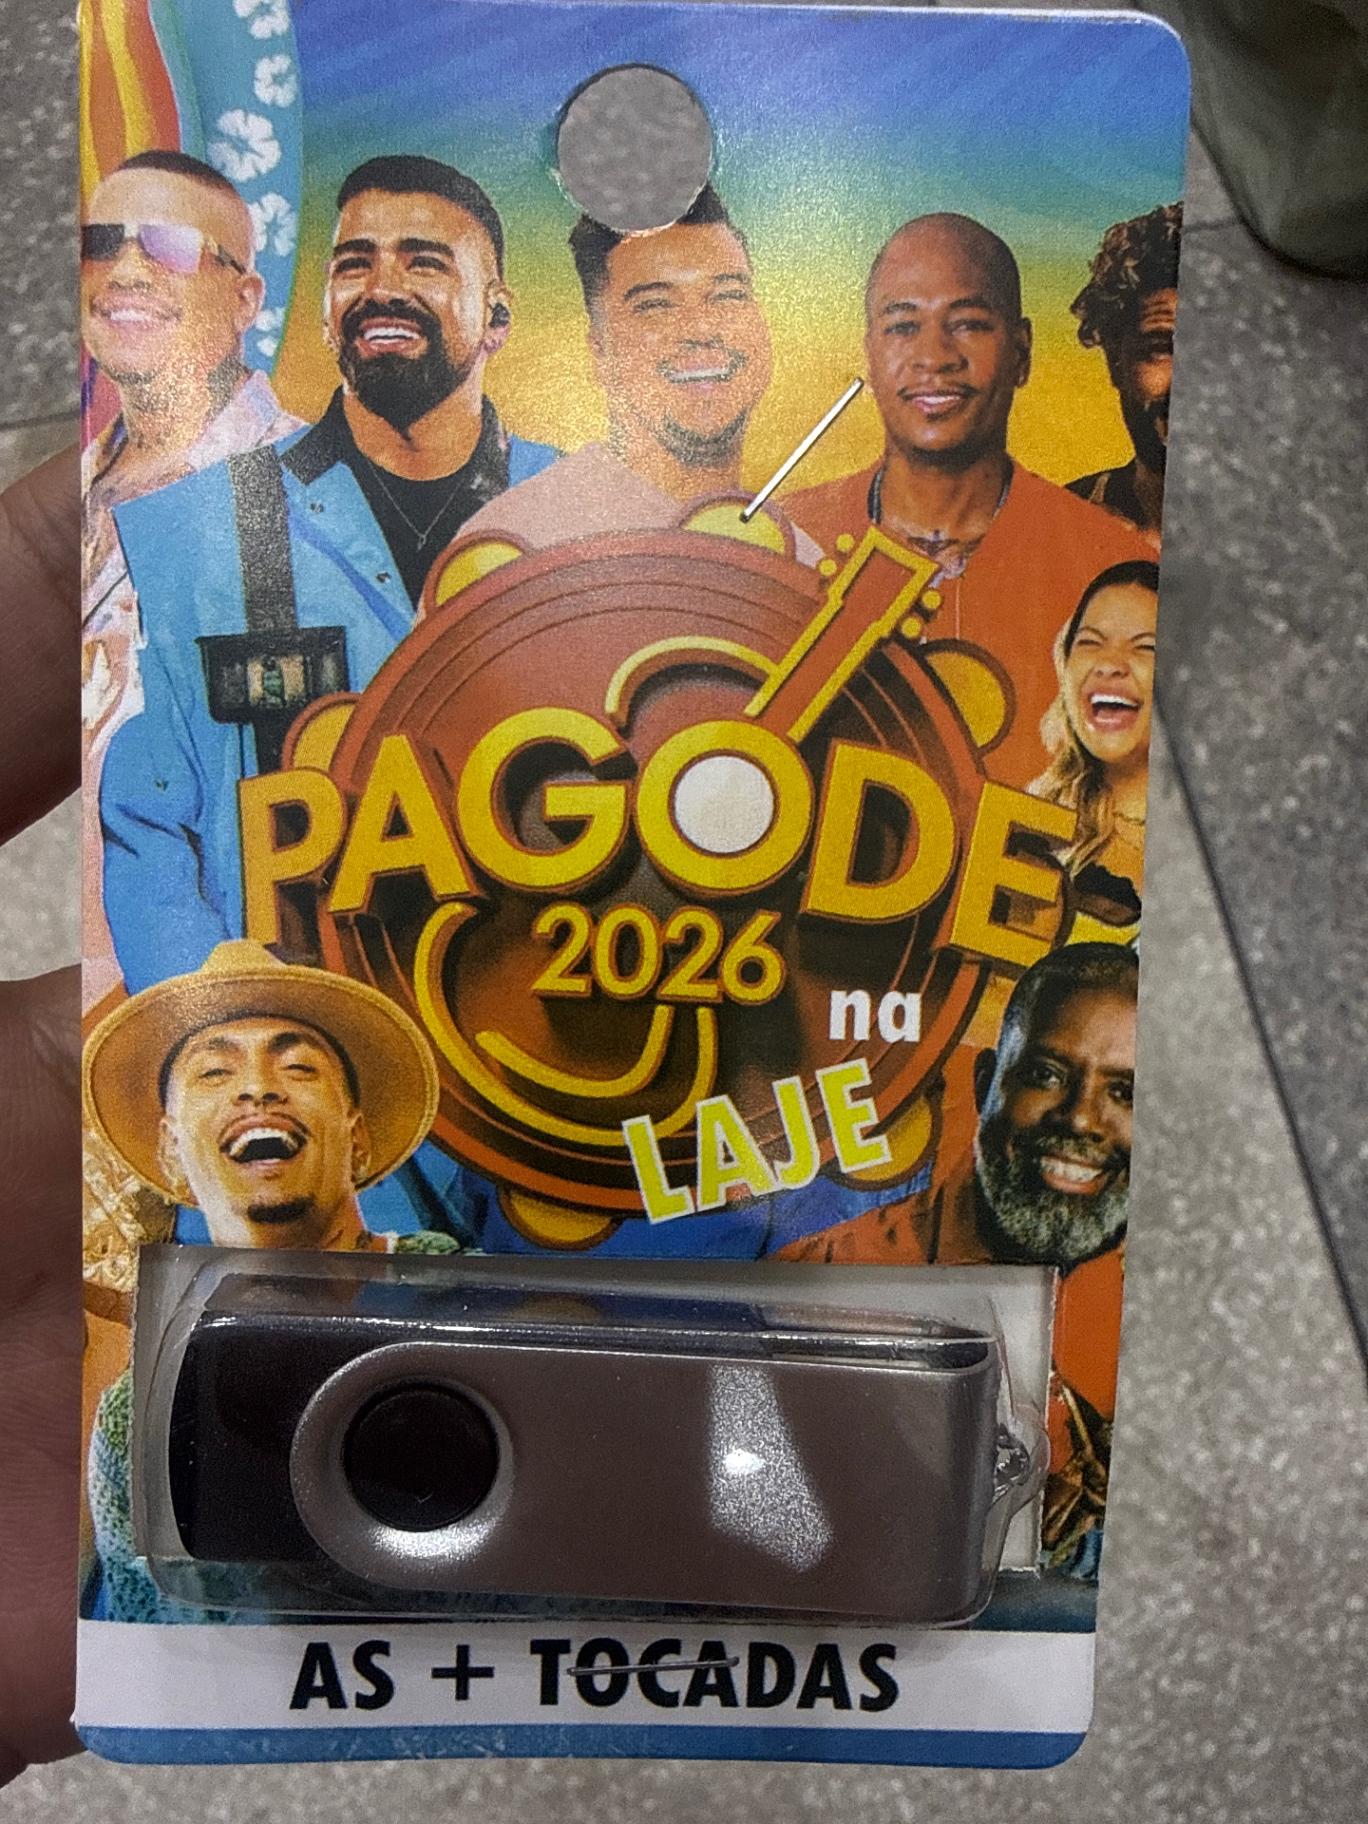 PAGODE
2026
na
LAJE
AS + TOCADAS